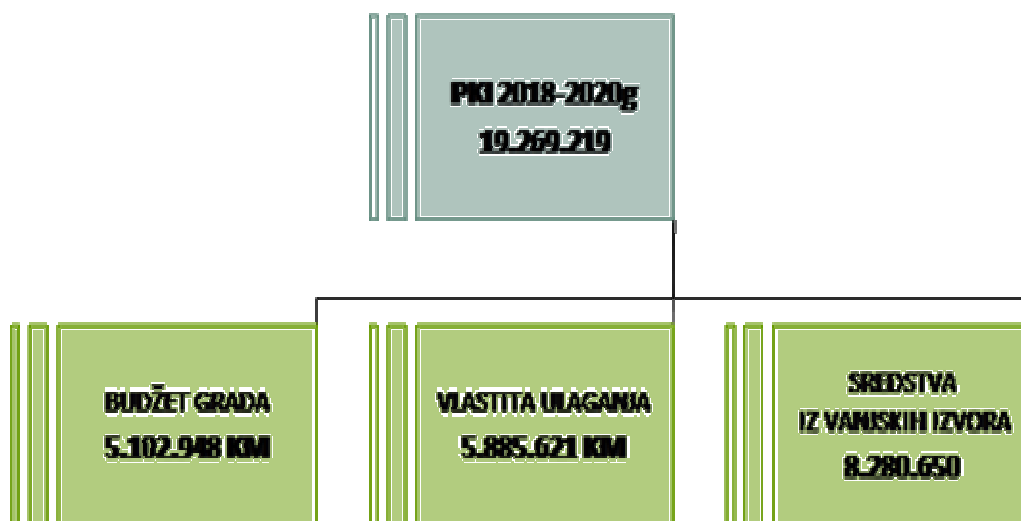 PKI 2018-2020g
19.269.219
BUDŽET GRADA
5.102.948 KM
VLASTITA ULAGANJA
5.885.621 KM
SREDSTVA
IZ VANJSKIH IZVORA
8.280.650